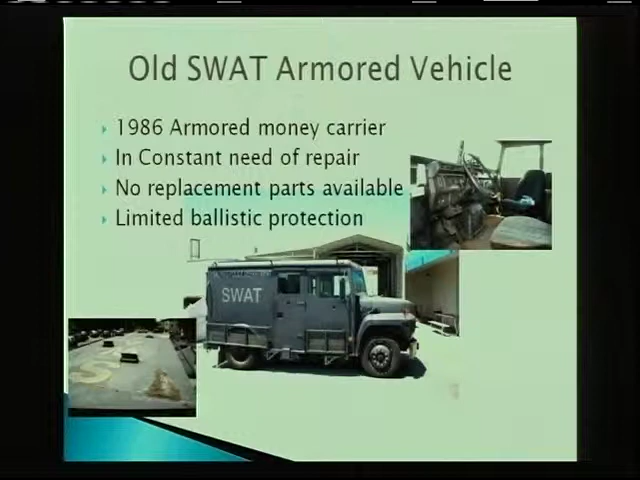 Old SWAT Armored Vehicle
1986 Armored money carrier
In Constant need of repair
No replacement parts available
Limited ballistic protection
SWAT